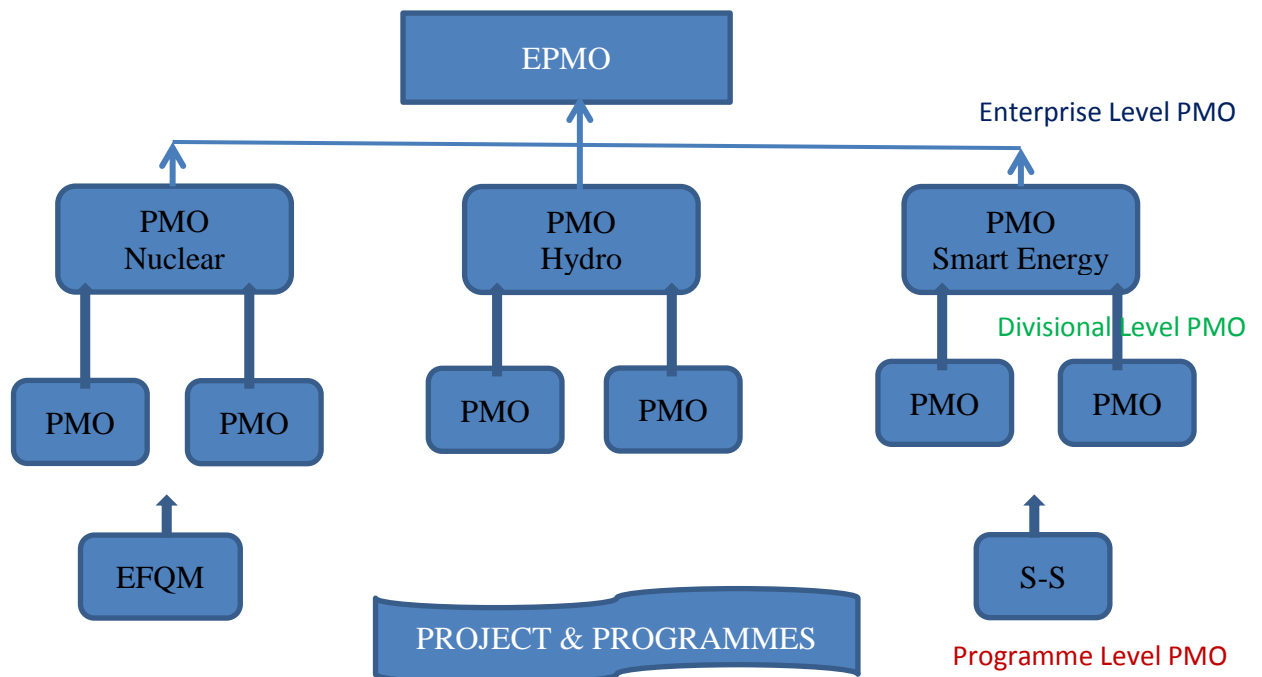 EPMO
Enterprise Level PMO
PMO
Nuclear
PMO
Hydro
PMO
Smart Energy
Divisional Level PMO
PMO
PMO
PMO
PMO
PMO
PMO
EFQM
S-S
PROJECT & PROGRAMMES
Programme Level PMO